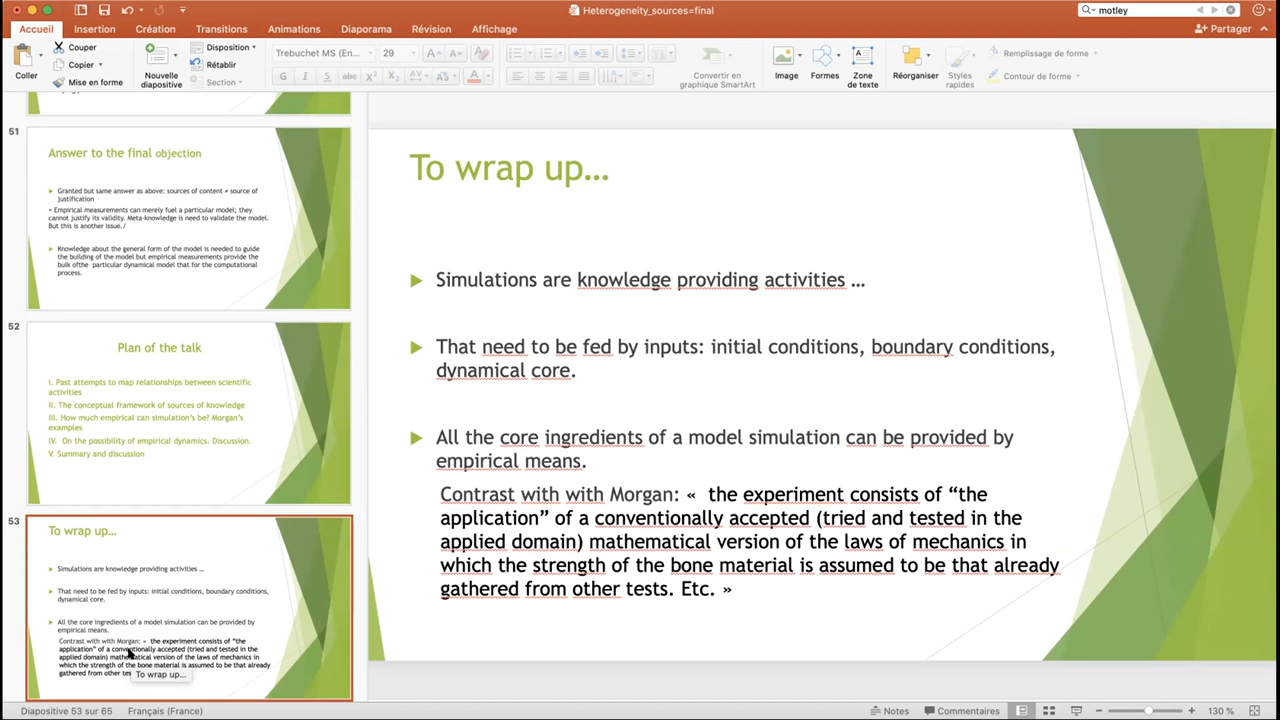 Heterogeneity_sources=final
motley
Accueil Insertion Création Transitions Animations Diaporama Révision Affichage
Partager
Coller
Couper
Copier
Mise en forme
Nouvelle diapositive
Disposition
Rétablir
Section
Trebuchet MS (En... 29
Convertir en graphique SmartArt
Image
Formes
Zone de texte
Réorganiser
Styles rapides
Remplissage de forme
Contour de forme
51
Answer to the final objection
Granted but same answer as above: sources of content ≠ source of
justification
Empirical measurements can merely fuel a particular model; they
cannot justify its validity. Meta-knowledge is need to validate the model.
But this is another issue./
Knowledge about the general form of the model is needed to guide
the building of the model but empirical measurements provide the
bulk ofthe particular dynamical model that for the computational
process.
52
Plan of the talk
I. Past attempts to map relationships between scientific
activities
II. The conceptual framework of sources of knowledge
III. How much empirical can simulation's be? Morgan's
examples
IV. On the possibility of empirical dynamics. Discussion.
V. Summary and discussion
53
To wrap up...
Simulations are knowledge providing activities ...
That need to be fed by inputs: initial conditions, boundary conditions,
dynamical core.
All the core ingredients of a model simulation can be provided by
empirical means.
Contrast with with Morgan: « the experiment consists of "the
application" of a conventionally accepted (tried and tested in the
applied domain) mathematical version of the laws of mechanics in
which the strength of the bone material is assumed to be that already
gathered from other tes
To wrap up...
To wrap up...
Simulations are knowledge providing activities ...
That need to be fed by inputs: initial conditions, boundary conditions,
dynamical core.
All the core ingredients of a model simulation can be provided by
empirical means.
Contrast with with Morgan: « the experiment consists of "the
application" of a conventionally accepted (tried and tested in the
applied domain) mathematical version of the laws of mechanics in
which the strength of the bone material is assumed to be that already
gathered from other tests. Etc. »
Diapositive 53 sur 65 Français (France) Notes Commentaires 130 %